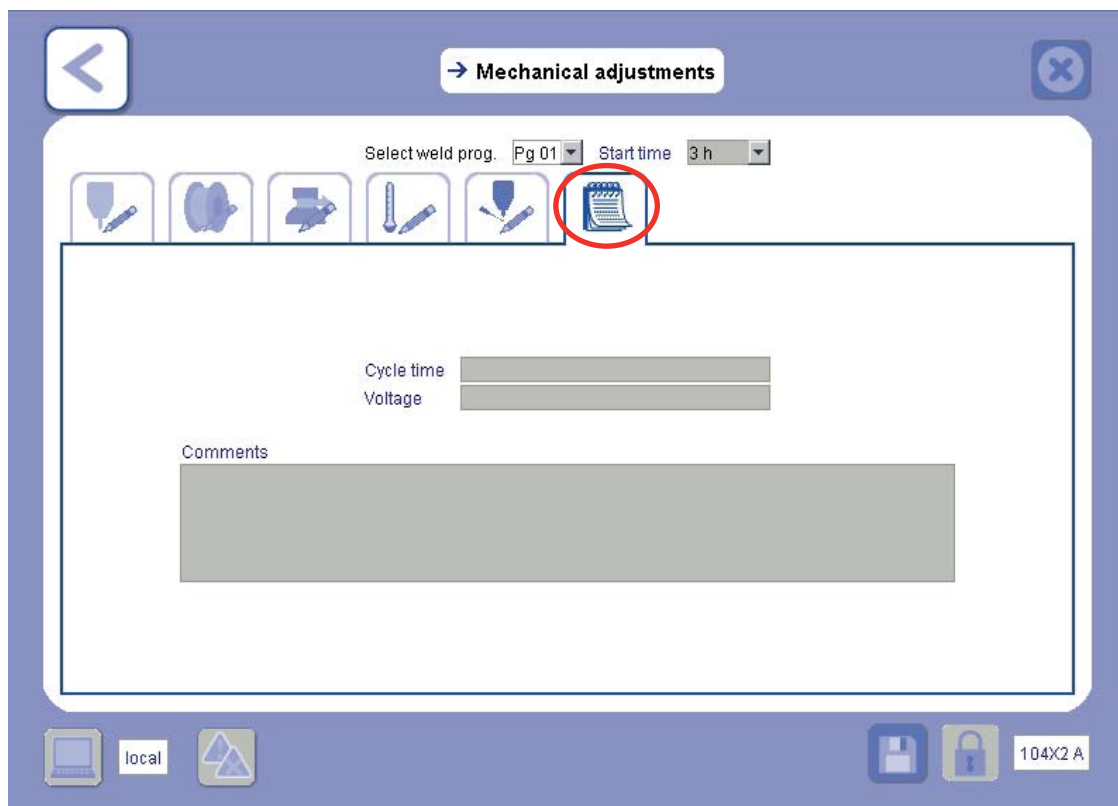 → Mechanical adjustments
Select weld prog. Pg 01 Start time 3 h
Cycle time
Voltage
Comments
local
104X2 A